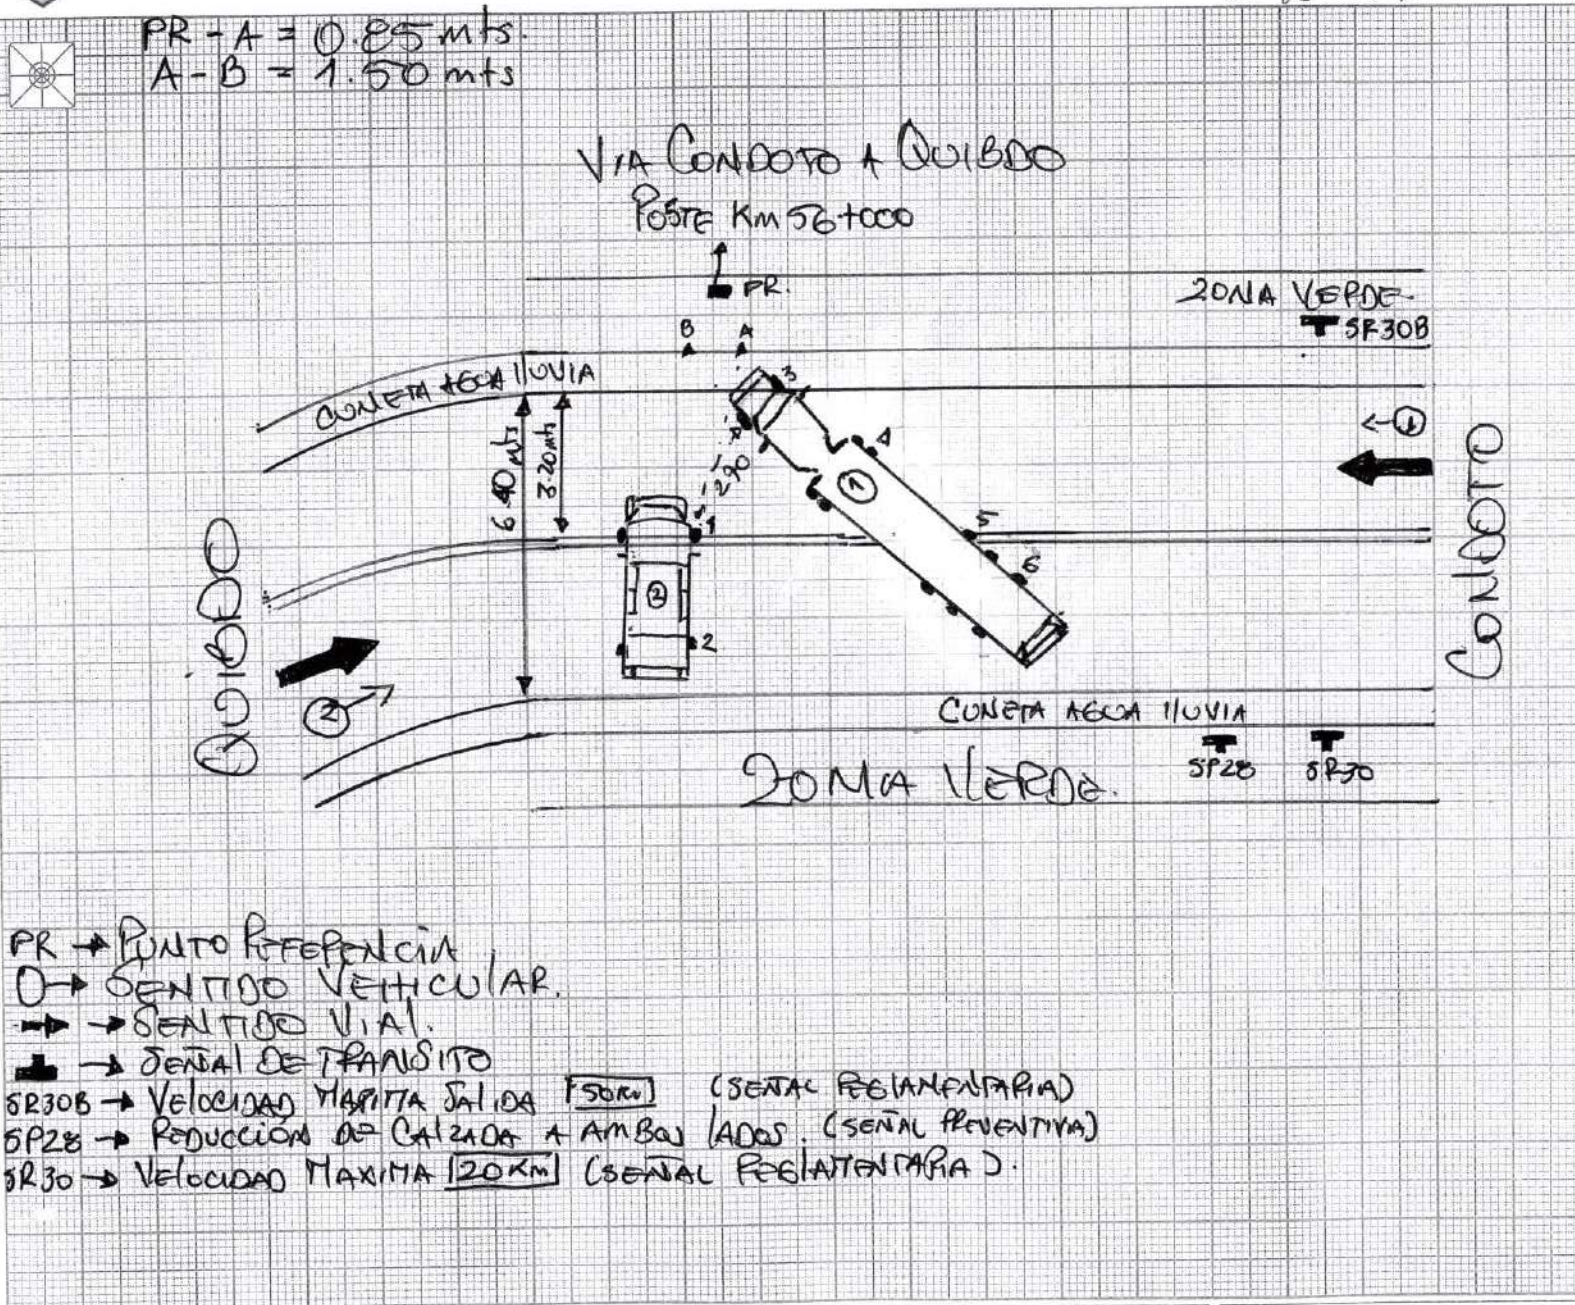 PR - A = 0.85 mts.
A - B = 1.50 mts
VIA CONDOTO A QUIBDO
POSTE Km 56+000
PR.
ZONA VERDE
SR30B
B A
CUNETA AGUA lluVIA
3
4
← 1
6.40 mts
3.20 mts
2.90
1
1
5
6
2
2
QUIBDO
CONDOTO
2
CUNETA AGUA lluVIA
SP28 SR30
ZONA VERDE.
PR → PUNTO REFERENCIA
O→ SENTIDO VEHICULAR.
→ SENTIDO VIAL.
→ SEÑAL DE TRANSITO
SR30B → VELOCIDAD MAXIMA SALIDA 50Km (SEÑAL REGLAMENTARIA)
SP28 → REDUCCION DE CALZADA A AMBOS LADOS. (SEÑAL PREVENTIVA)
SR30 → VELOCIDAD MAXIMA 20 Km (SEÑAL REGLAMENTARIA).